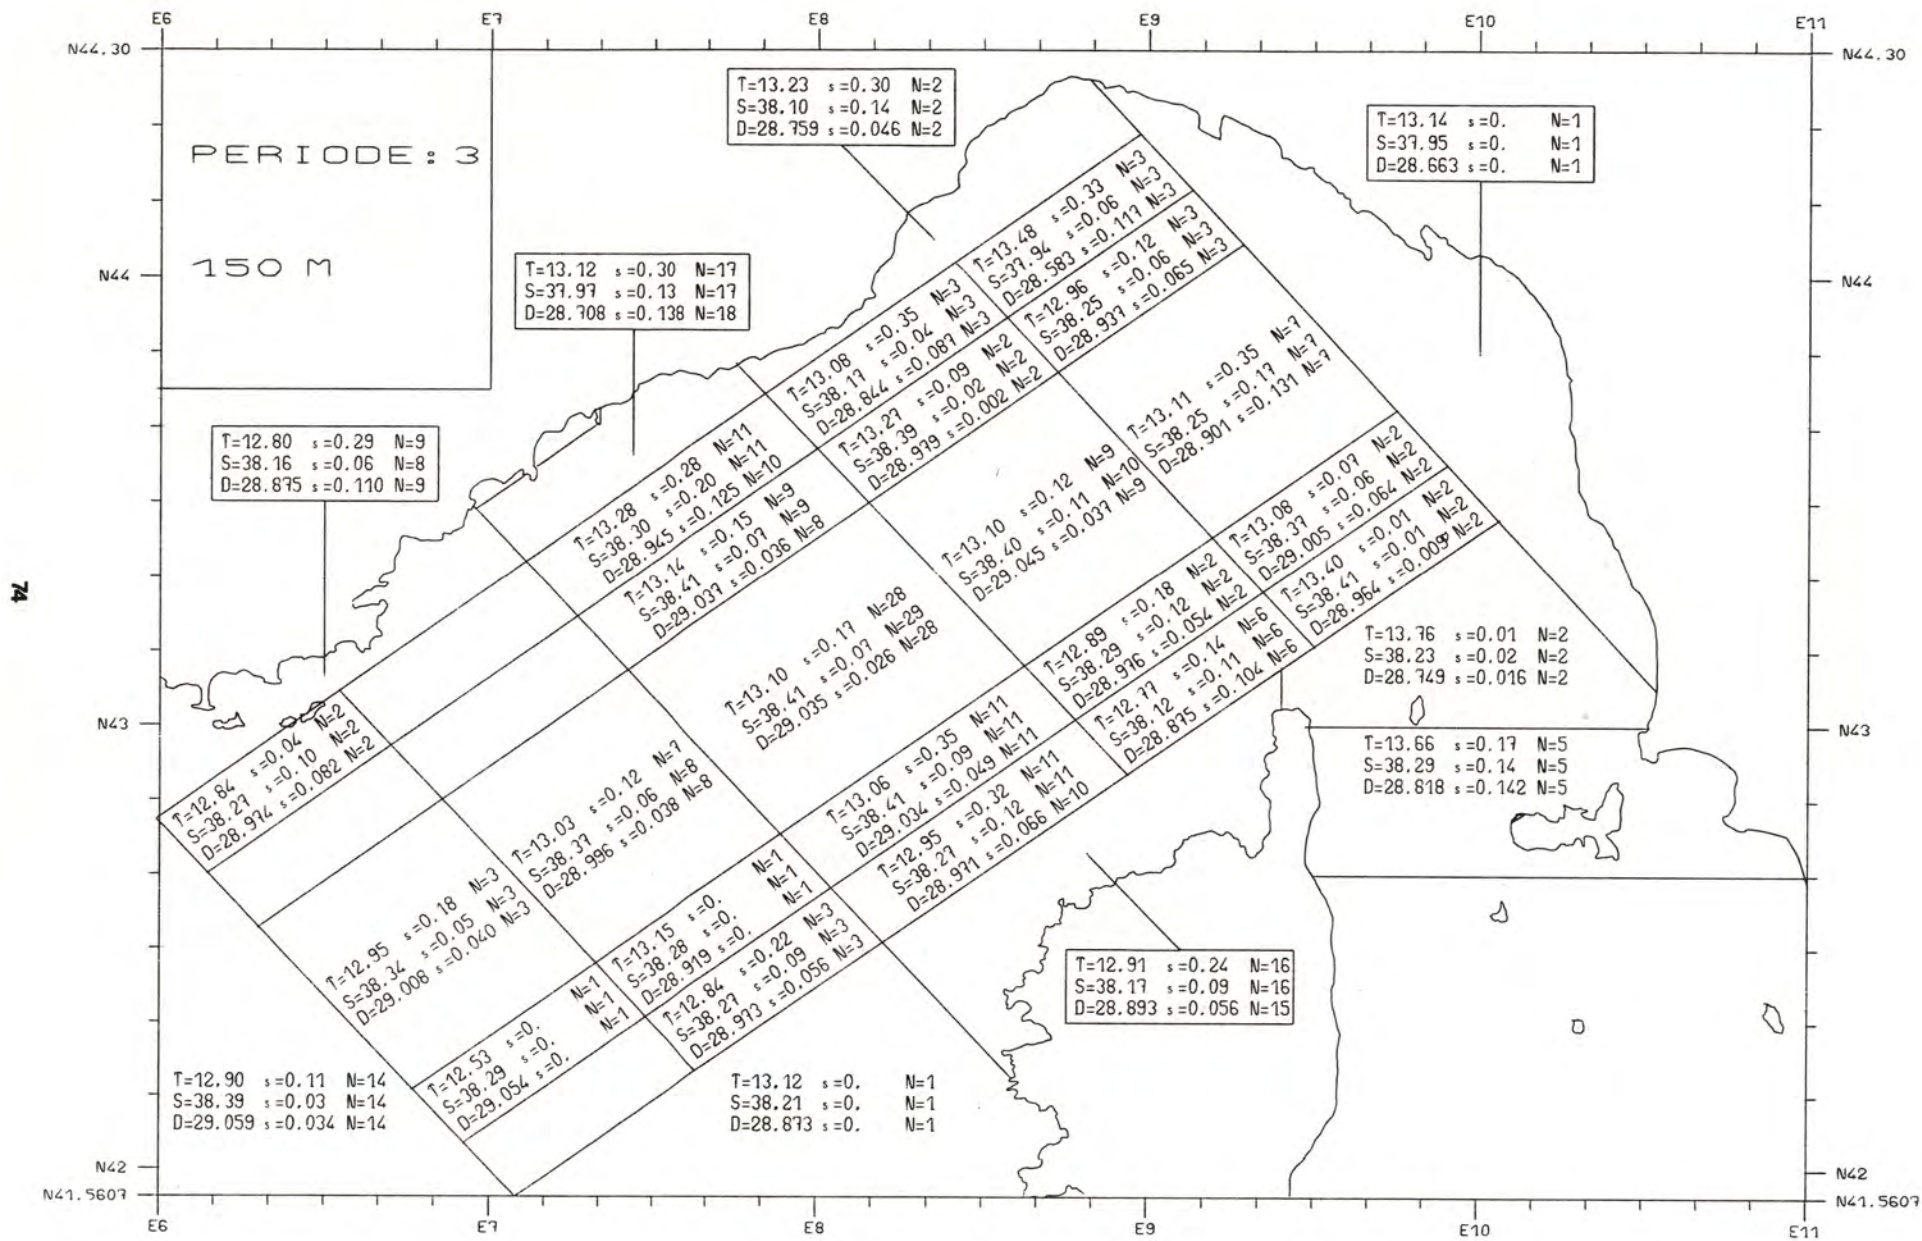 E6 E7 E8 E9 E10 E11
N44.30 N44.30
PERIODE: 3
150 M
T=13.23 s=0.30 N=2
S=38.10 s=0.14 N=2
D=28.759 s=0.046 N=2
T=13.14 s=0. N=1
S=37.95 s=0. N=1
D=28.663 s=0. N=1
T=13.12 s=0.30 N=17
S=37.97 s=0.13 N=17
D=28.708 s=0.138 N=18
N44 N44
T=12.80 s=0.29 N=9
S=38.16 s=0.06 N=8
D=28.875 s=0.110 N=9
T=13.48 s=0.33 N=3
S=37.94 s=0.06 N=3
D=28.583 s=0.117 N=3
T=12.96 s=0.12 N=3
S=38.25 s=0.06 N=3
D=28.937 s=0.065 N=3
T=13.08 s=0.35 N=3
S=38.17 s=0.04 N=3
D=28.844 s=0.087 N=3
T=13.27 s=0.09 N=2
S=38.39 s=0.02 N=2
D=28.979 s=0.002 N=2
T=13.11 s=0.35 N=7
S=38.25 s=0.17 N=7
D=28.901 s=0.131 N=7
T=13.28 s=0.28 N=11
S=38.30 s=0.20 N=11
D=28.945 s=0.125 N=10
T=13.14 s=0.15 N=9
S=38.41 s=0.07 N=9
D=29.037 s=0.036 N=8
T=13.10 s=0.12 N=9
S=38.40 s=0.11 N=10
D=29.045 s=0.037 N=9
T=13.08 s=0.07 N=2
S=38.37 s=0.06 N=2
D=29.005 s=0.064 N=2
T=13.40 s=0.01 N=2
S=38.41 s=0.01 N=2
D=28.964 s=0.009 N=2
T=13.10 s=0.17 N=28
S=38.41 s=0.07 N=29
D=29.035 s=0.026 N=28
T=12.89 s=0.18 N=2
S=38.29 s=0.12 N=2
D=28.976 s=0.054 N=2
T=12.77 s=0.14 N=6
S=38.12 s=0.11 N=6
D=28.875 s=0.104 N=6
T=13.76 s=0.01 N=2
S=38.23 s=0.02 N=2
D=28.749 s=0.016 N=2
74
N43 N43
T=12.84 s=0.04 N=2
S=38.27 s=0.10 N=2
D=28.974 s=0.082 N=2
T=13.03 s=0.12 N=7
S=38.37 s=0.06 N=8
D=28.996 s=0.038 N=8
T=13.06 s=0.35 N=11
S=38.41 s=0.09 N=11
D=29.034 s=0.049 N=11
T=12.95 s=0.32 N=11
S=38.27 s=0.12 N=11
D=28.971 s=0.066 N=10
T=13.66 s=0.17 N=5
S=38.29 s=0.14 N=5
D=28.818 s=0.142 N=5
T=12.95 s=0.18 N=3
S=38.34 s=0.05 N=3
D=29.008 s=0.040 N=3
T=13.15 s=0. N=1
S=38.28 s=0. N=1
D=28.919 s=0. N=1
T=12.84 s=0.22 N=3
S=38.27 s=0.09 N=3
D=28.973 s=0.056 N=3
T=12.91 s=0.24 N=16
S=38.17 s=0.09 N=16
D=28.893 s=0.056 N=15
T=12.53 s=0. N=1
S=38.29 s=0. N=1
D=29.054 s=0. N=1
T=12.90 s=0.11 N=14
S=38.39 s=0.03 N=14
D=29.059 s=0.034 N=14
T=13.12 s=0. N=1
S=38.21 s=0. N=1
D=28.873 s=0. N=1
N42 N42
N41.5607 N41.5607
E6 E7 E8 E9 E10 E11